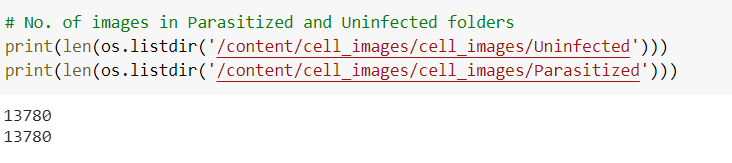 # No. of images in Parasitized and Uninfected folders
print(len(os.listdir('/content/cell_images/cell_images/Uninfected')))
print(len(os.listdir('/content/cell_images/cell_images/Parasitized')))
13780
13780